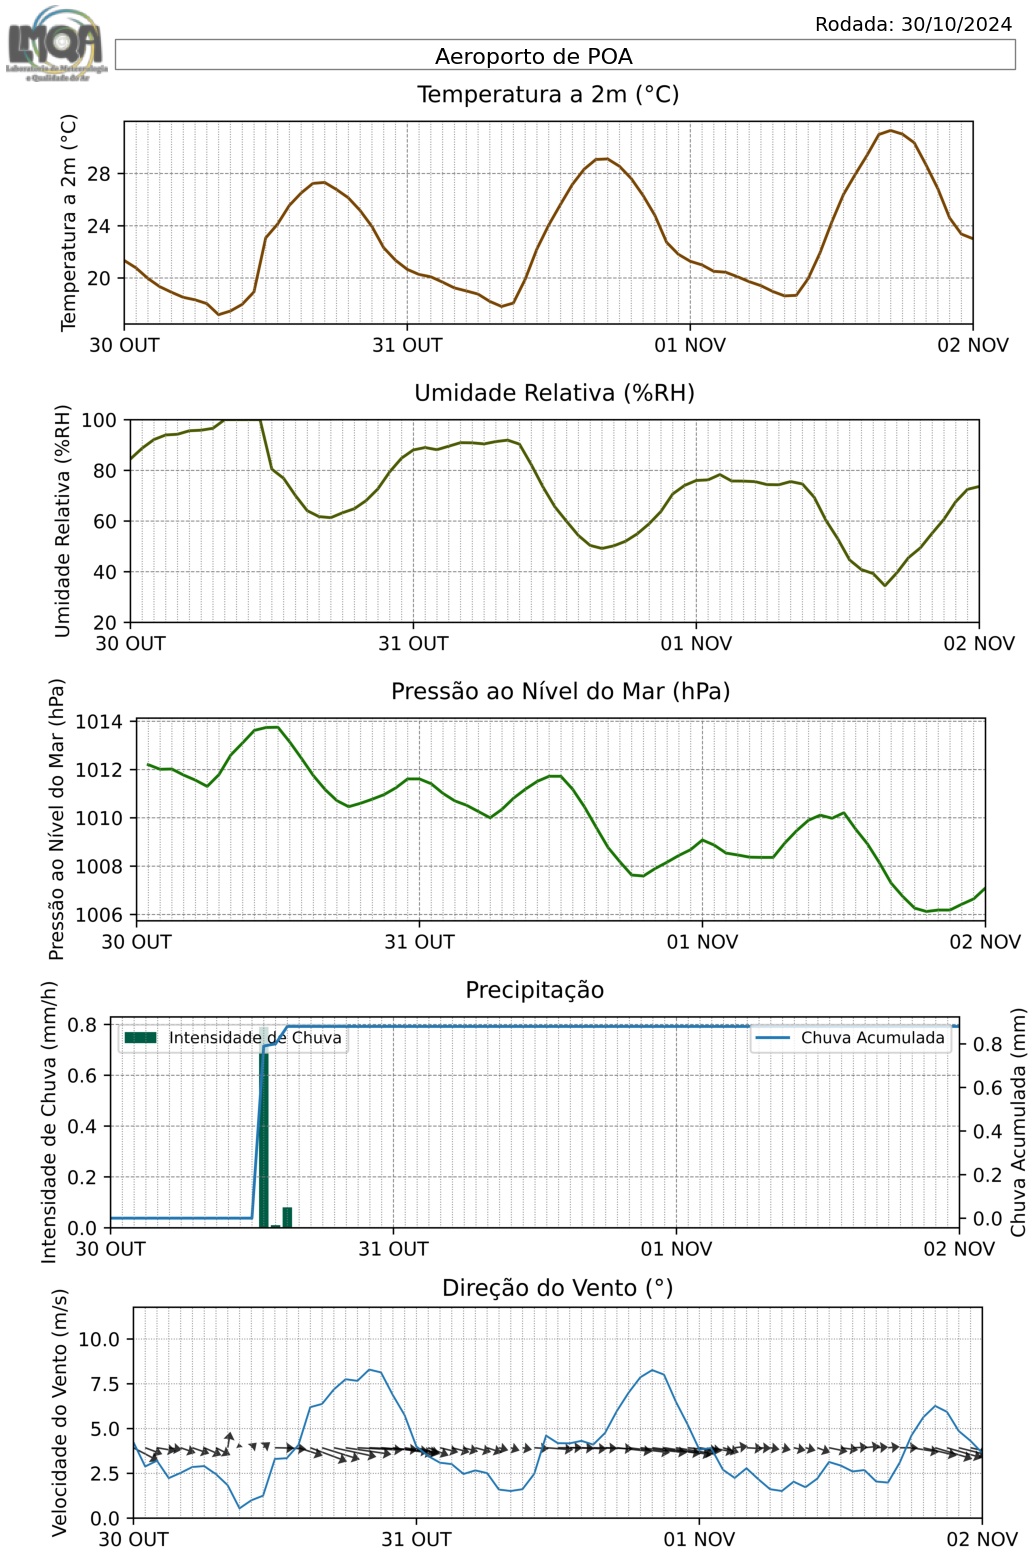 LMQA
Laboratório de Meteorologia
e Qualidade do Ar
Rodada: 30/10/2024
Aeroporto de POA
Temperatura a 2m (°C)
Temperatura a 2m (°C)
28
24
20
30 OUT 31 OUT 01 NOV 02 NOV
Umidade Relativa (%RH)
Umidade Relativa (%RH)
100
80
60
40
20
30 OUT 31 OUT 01 NOV 02 NOV
Pressão ao Nível do Mar (hPa)
Pressão ao Nível do Mar (hPa)
1014
1012
1010
1008
1006
30 OUT 31 OUT 01 NOV 02 NOV
Precipitação
Intensidade de Chuva (mm/h)
0.8
0.6
0.4
0.2
0.0
Intensidade de Chuva
Chuva Acumulada
0.8
0.6
0.4
0.2
0.0
Chuva Acumulada (mm)
30 OUT 31 OUT 01 NOV 02 NOV
Direção do Vento (°)
Velocidade do Vento (m/s)
10.0
7.5
5.0
2.5
0.0
30 OUT 31 OUT 01 NOV 02 NOV